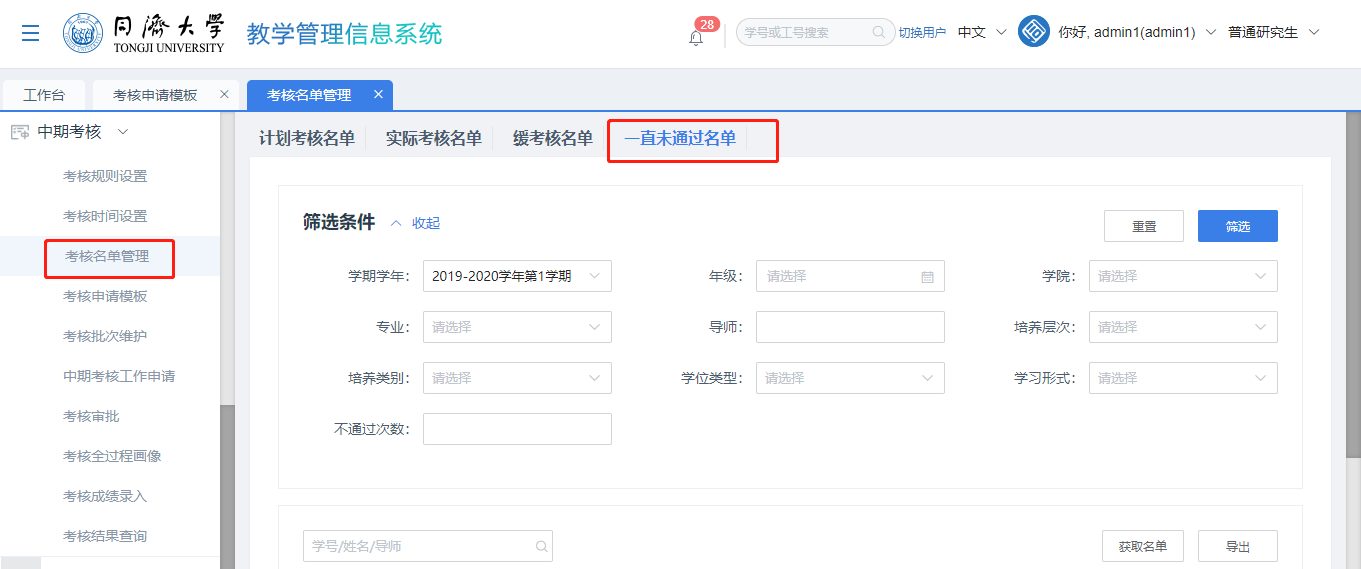 同濟大学
TONGJI UNIVERSITY
教学管理信息系统
28
学号或工号搜索
切换用户
中文
你好, admin1(admin1)
普通研究生
工作台
考核申请模板
考核名单管理
中期考核
考核规则设置
考核时间设置
考核名单管理
考核申请模板
考核批次维护
中期考核工作申请
考核审批
考核全过程画像
考核成绩录入
考核结果查询
计划考核名单
实际考核名单
缓考核名单
一直未通过名单
筛选条件
收起
重置
筛选
学期学年:
2019-2020学年第1学期
年级:
请选择
学院:
请选择
专业:
请选择
导师:
培养层次:
请选择
培养类别:
请选择
学位类型:
请选择
学习形式:
请选择
不通过次数:
学号/姓名/导师
获取名单
导出